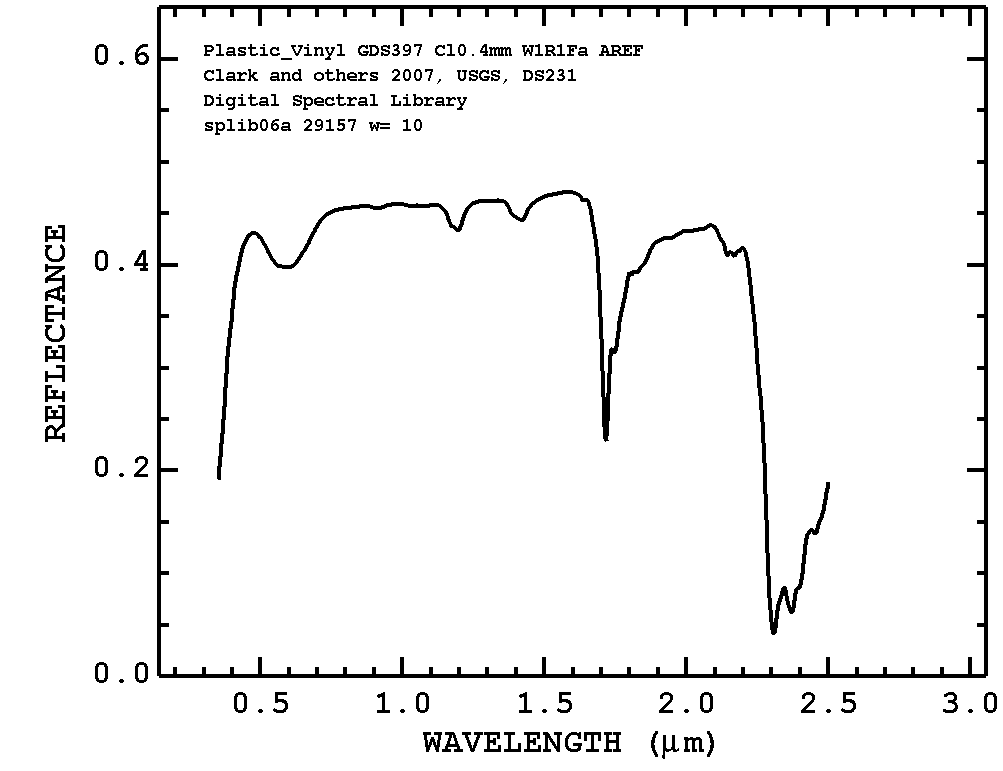 Plastic_Vinyl GDS397 Cl0.4mm W1R1Fa AREF
Clark and others 2007, USGS, DS231
Digital Spectral Library
splib06a 29157 w= 10
0.6
0.4
0.2
0.0
REFLECTANCE
0.5 1.0 1.5 2.0 2.5 3.0
WAVELENGTH (μm)